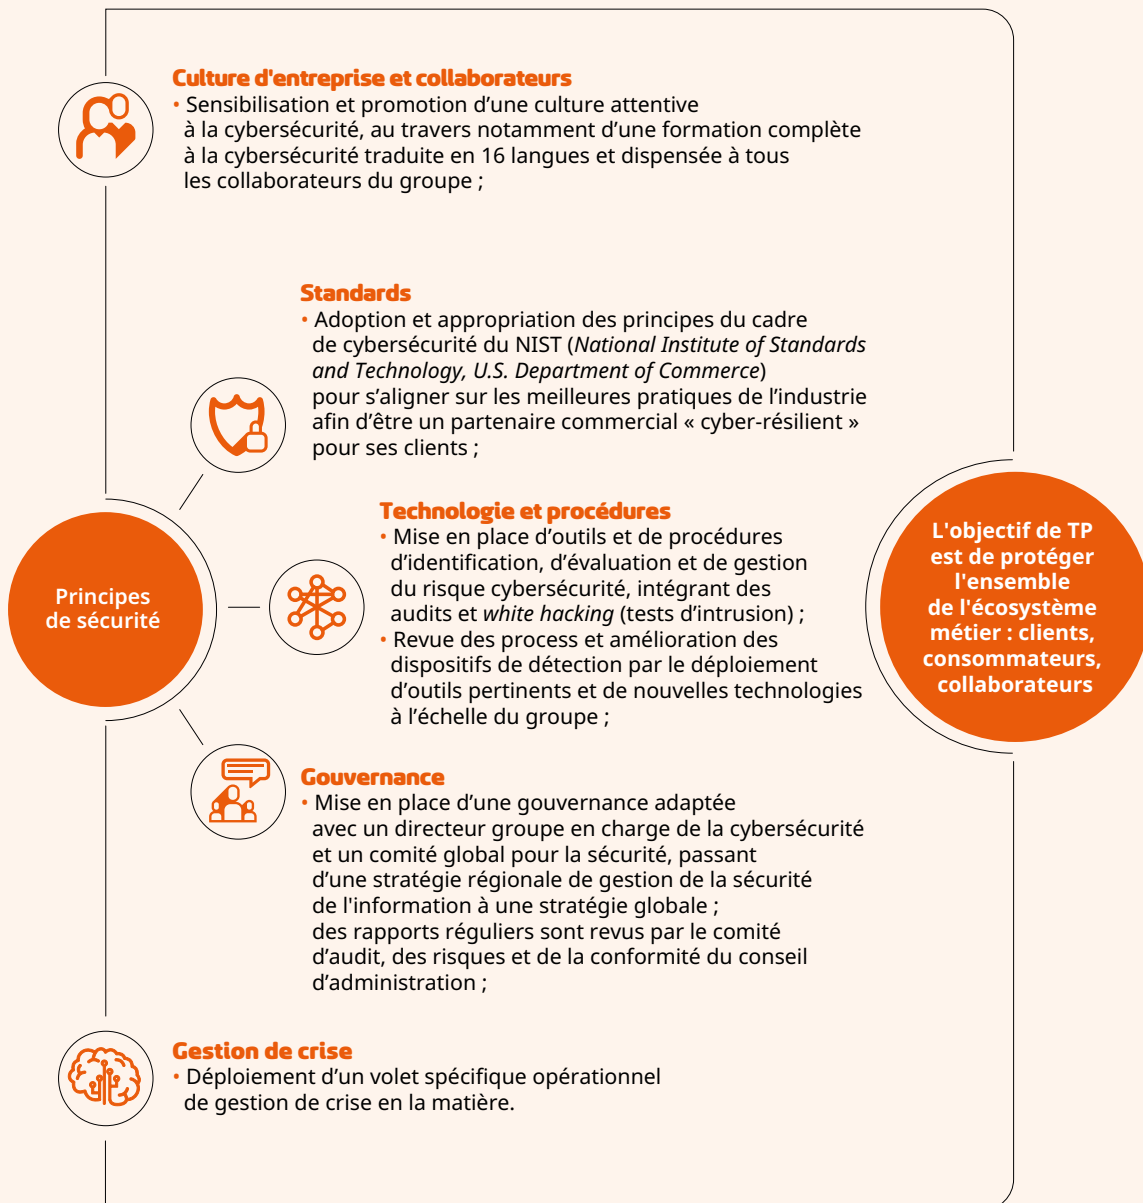 Culture d'entreprise et collaborateurs
• Sensibilisation et promotion d’une culture attentive
à la cybersécurité, au travers notamment d’une formation complète
à la cybersécurité traduite en 16 langues et dispensée à tous
les collaborateurs du groupe ;
Standards
• Adoption et appropriation des principes du cadre
de cybersécurité du NIST (National Institute of Standards
and Technology, U.S. Department of Commerce)
pour s’aligner sur les meilleures pratiques de l’industrie
afin d’être un partenaire commercial « cyber-résilient »
pour ses clients ;
Principes
de sécurité
Technologie et procédures
• Mise en place d’outils et de procédures
d’identification, d’évaluation et de gestion
du risque cybersécurité, intégrant des
audits et white hacking (tests d’intrusion) ;
• Revue des process et amélioration des
dispositifs de détection par le déploiement
d’outils pertinents et de nouvelles technologies
à l’échelle du groupe ;
Gouvernance
• Mise en place d’une gouvernance adaptée
avec un directeur groupe en charge de la cybersécurité
et un comité global pour la sécurité, passant
d’une stratégie régionale de gestion de la sécurité
de l'information à une stratégie globale ;
des rapports réguliers sont revus par le comité
d’audit, des risques et de la conformité du conseil
d’administration ;
Gestion de crise
• Déploiement d’un volet spécifique opérationnel
de gestion de crise en la matière.
L'objectif de TP
est de protéger
l'ensemble
de l'écosystème
métier : clients,
consommateurs,
collaborateurs